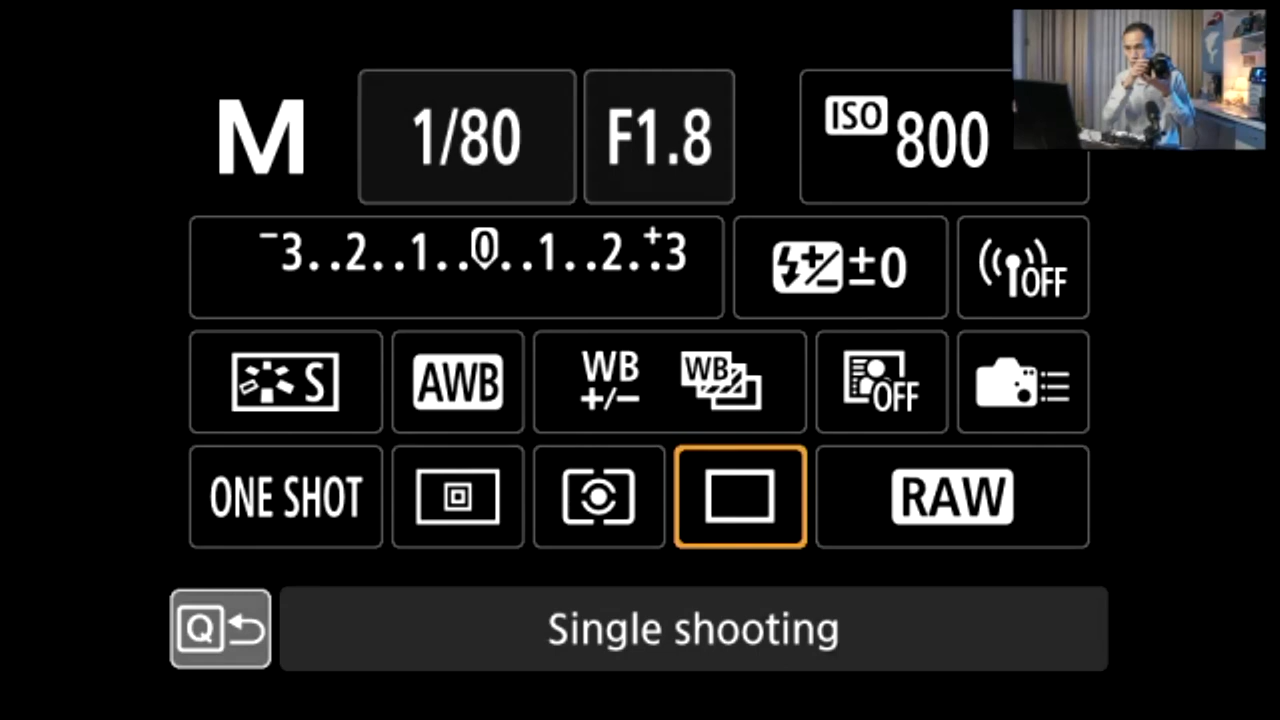 M 1/80 F1.8 ISO 800
-3..2..1..0..1..2..+3 ±0 OFF
S AWB WB +/- WB OFF
ONE SHOT RAW
Q Single shooting